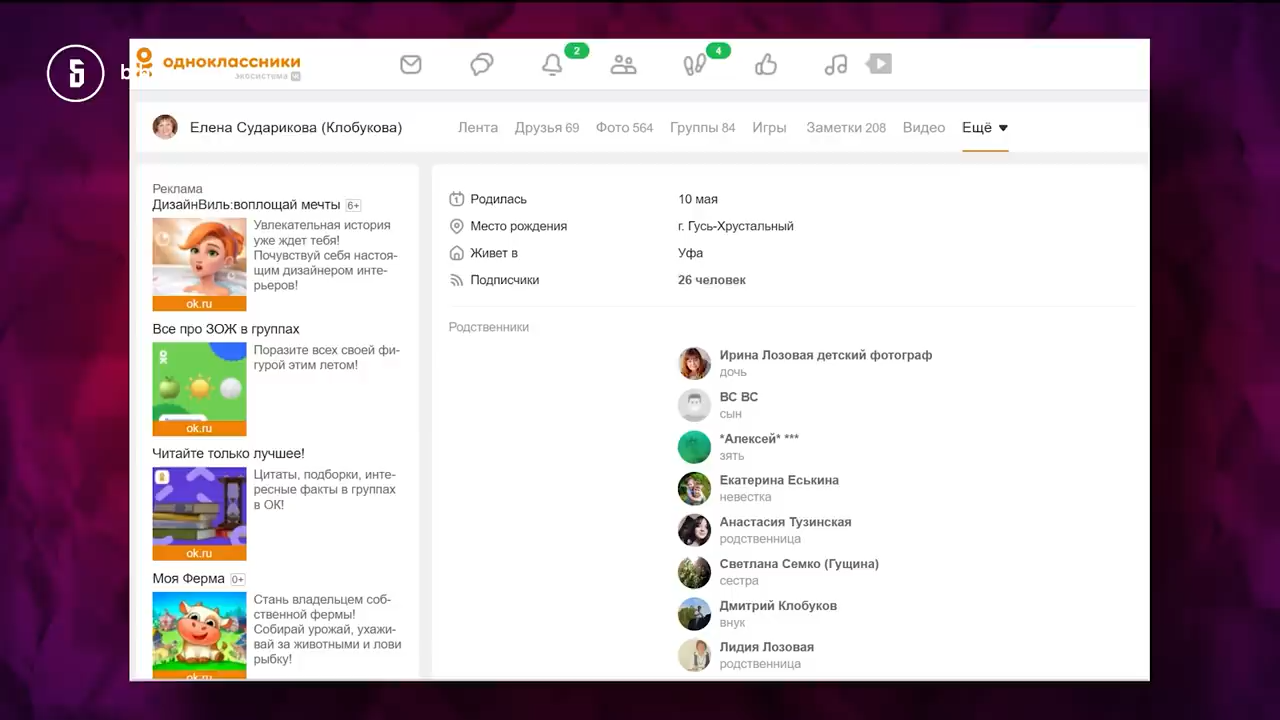 Б
одноклассники
экосистема
2
4
Елена Сударикова (Клобукова)
Лента
Друзья 69
Фото 564
Группы 84
Игры
Заметки 208
Видео
Ещё
Реклама
ДизайнВиль:воплощай мечты 6+
Увлекательная история
уже ждет тебя!
Почувствуй себя настоя-
щим дизайнером инте-
рьеров!
ok.ru
Все про ЗОЖ в группах
Поразите всех своей фи-
гурой этим летом!
ok.ru
Читайте только лучшее!
Цитаты, подборки, инте-
ресные факты в группах
в ОК!
ok.ru
Моя Ферма 0+
Стань владельцем соб-
ственной фермы!
Собирай урожай, ухажи-
вай за животными и лови
рыбку!
ok.ru
Родилась
10 мая
Место рождения
г. Гусь-Хрустальный
Живет в
Уфа
Подписчики
26 человек
Родственники
Ирина Лозовая детский фотограф
дочь
ВС ВС
сын
*Алексей* ***
зять
Екатерина Еськина
невестка
Анастасия Тузинская
родственница
Светлана Семко (Гущина)
сестра
Дмитрий Клобуков
внук
Лидия Лозовая
родственница